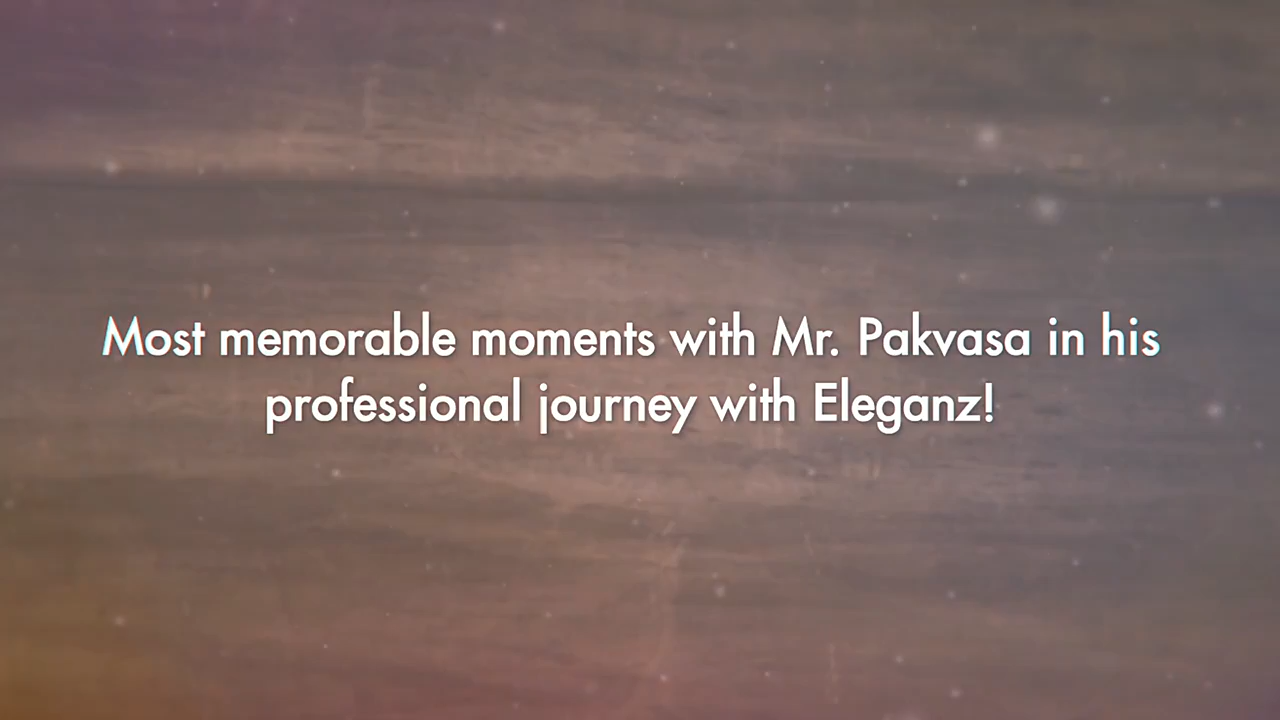 Most memorable moments with Mr. Pakvasa in his
professional journey with Eleganz!